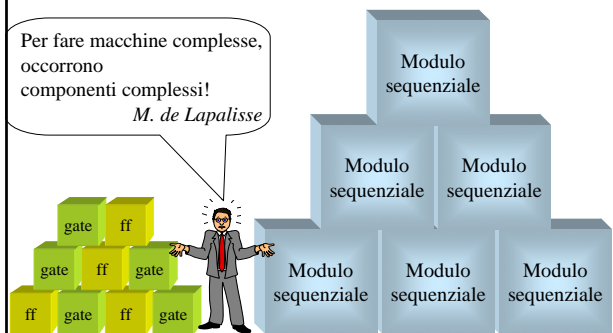 Per fare macchine complesse,
occorrono
componenti complessi!
M. de Lapalisse
Modulo
sequenziale
Modulo
sequenziale
Modulo
sequenziale
gate ff
gate ff gate
ff gate ff gate
Modulo
sequenziale
Modulo
sequenziale
Modulo
sequenziale